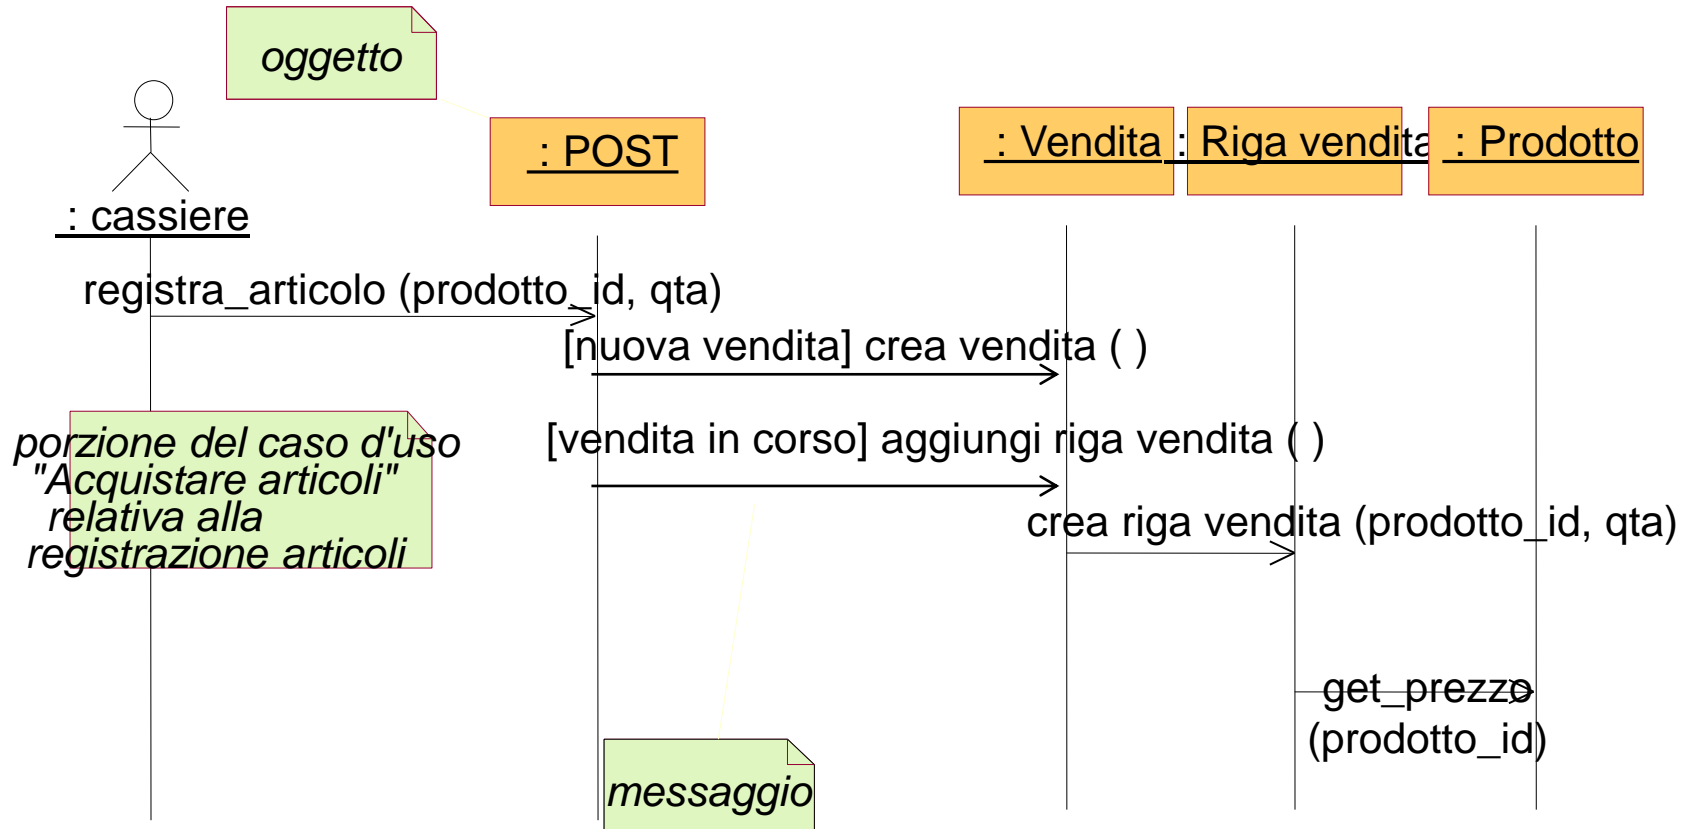 oggetto
: POST
: Vendita
: Riga vendita
: Prodotto
: cassiere
registra_articolo (prodotto_id, qta)
[nuova vendita] crea vendita ( )
porzione del caso d'uso
"Acquistare articoli"
relativa alla
registrazione articoli
[vendita in corso] aggiungi riga vendita ( )
crea riga vendita (prodotto_id, qta)
get_prezzo
(prodotto_id)
messaggio